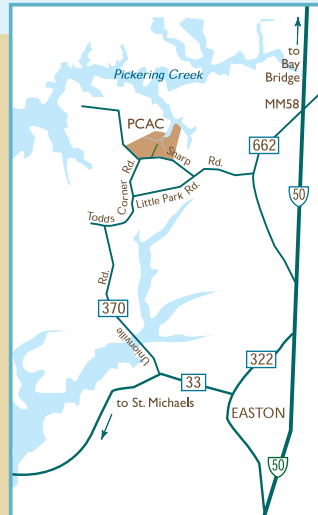 to
Bay
Bridge
MM58
Pickering Creek
PCAC
662
Sharp Rd.
Little Park Rd.
Todds Corner Rd.
50
370
Unionville Rd.
322
33
to St. Michaels
EASTON
50